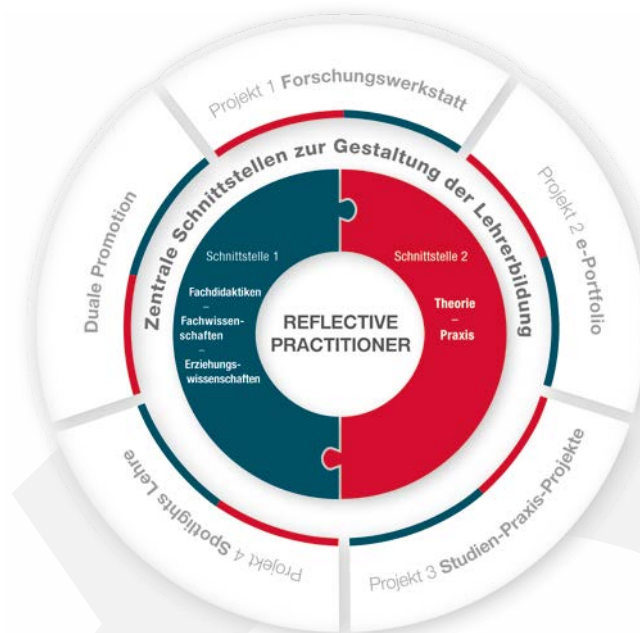 Projekt 1 Forschungswerkstatt
Projekt 2 e-Portfolio
Projekt 3 Studien-Praxis-Projekte
Projekt 4 Spotlights Lehre
Duale Promotion
Zentrale Schnittstellen zur Gestaltung der Lehrerbildung
Schnittstelle 1
Fachdidaktiken
–
Fachwissen-
schaften
–
Erziehungs-
wissenschaften
REFLECTIVE
PRACTITIONER
Schnittstelle 2
Theorie
–
Praxis